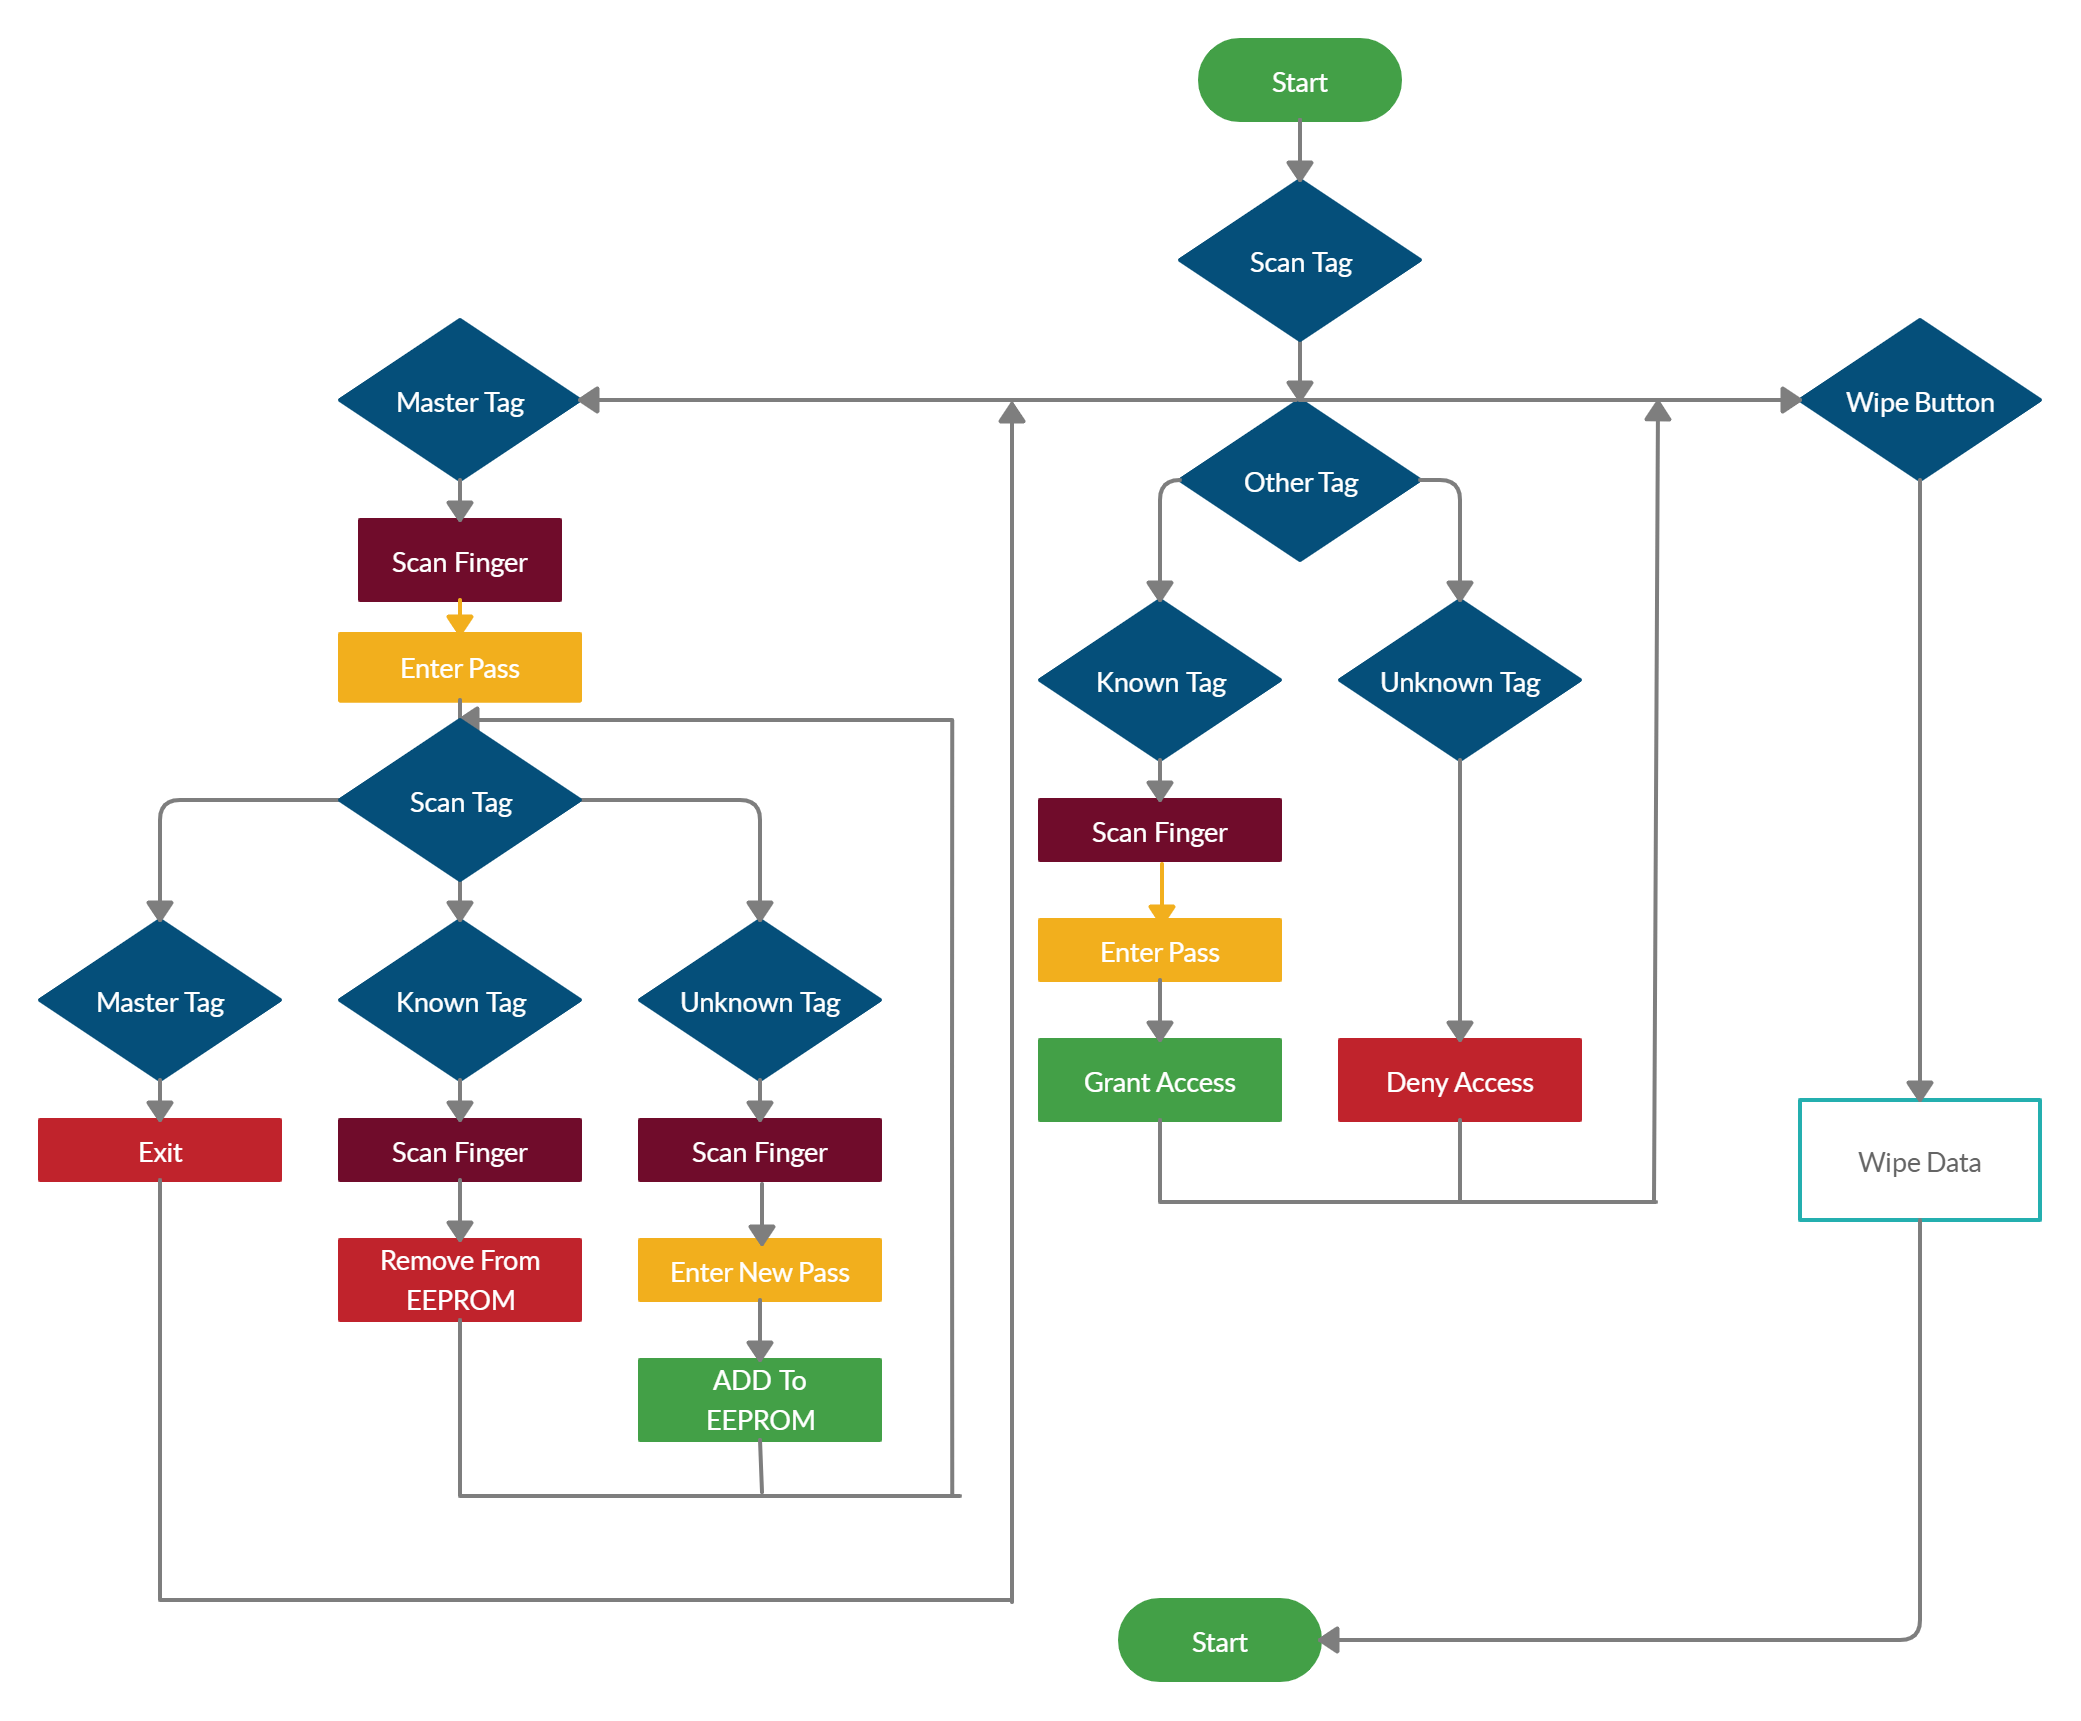 Start
Scan Tag
Master Tag
Wipe Button
Other Tag
Scan Finger
Enter Pass
Known Tag
Unknown Tag
Scan Tag
Scan Finger
Enter Pass
Master Tag
Known Tag
Unknown Tag
Grant Access
Deny Access
Exit
Scan Finger
Scan Finger
Wipe Data
Remove From
EEPROM
Enter New Pass
ADD To
EEPROM
Start